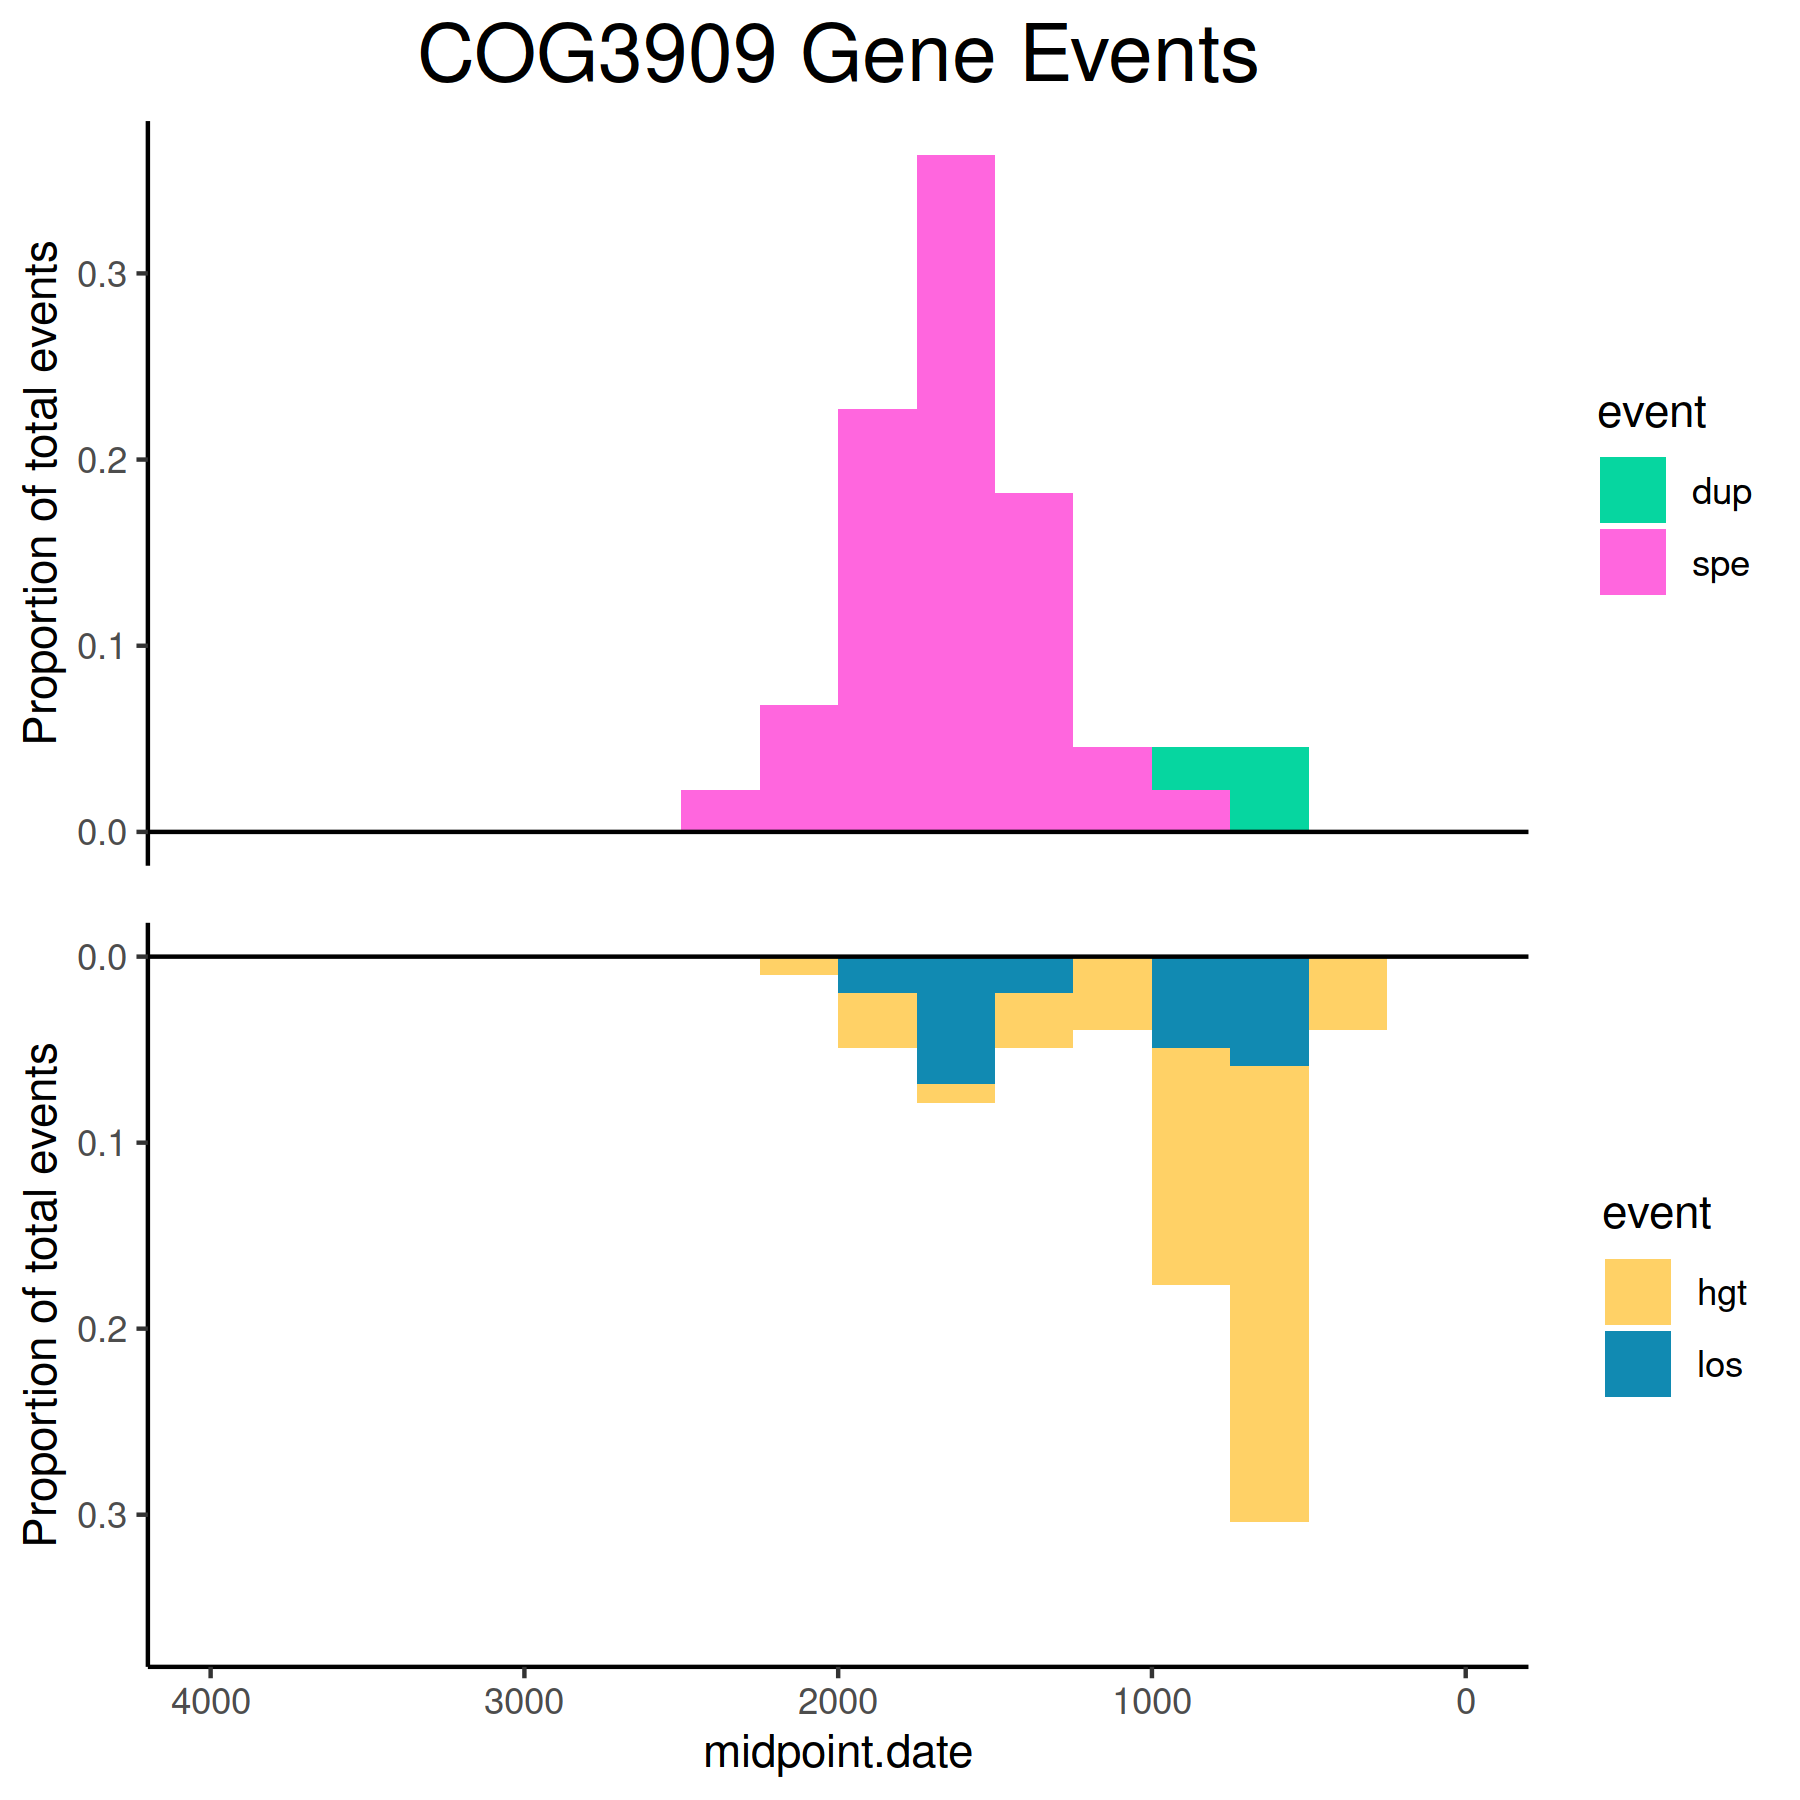 COG3909 Gene Events
Proportion of total events
0.3
0.2
0.1
0.0
event
dup
spe
Proportion of total events
0.0
0.1
0.2
0.3
event
hgt
los
4000 3000 2000 1000 0
midpoint.date